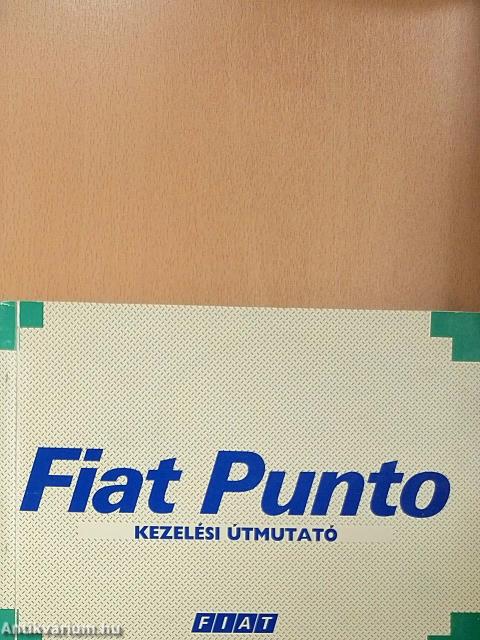 Fiat Punto
KEZELÉSI ÚTMUTATÓ
FIAT
Antikvarium.hu